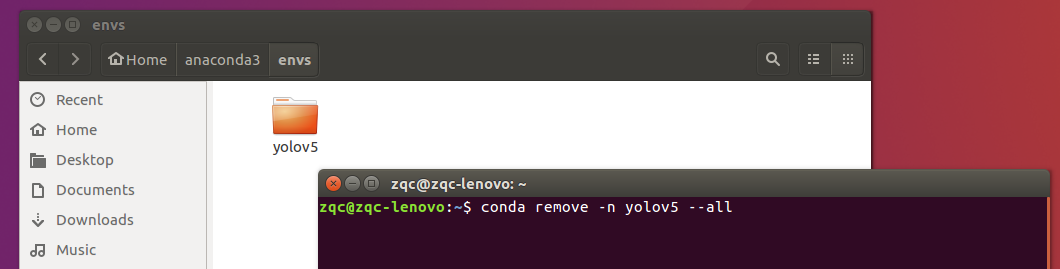 envs
Home anaconda3 envs
Recent
Home
Desktop
Documents
Downloads
Music
yolov5
zqc@zqc-lenovo: ~
zqc@zqc-lenovo:~$ conda remove -n yolov5 --all